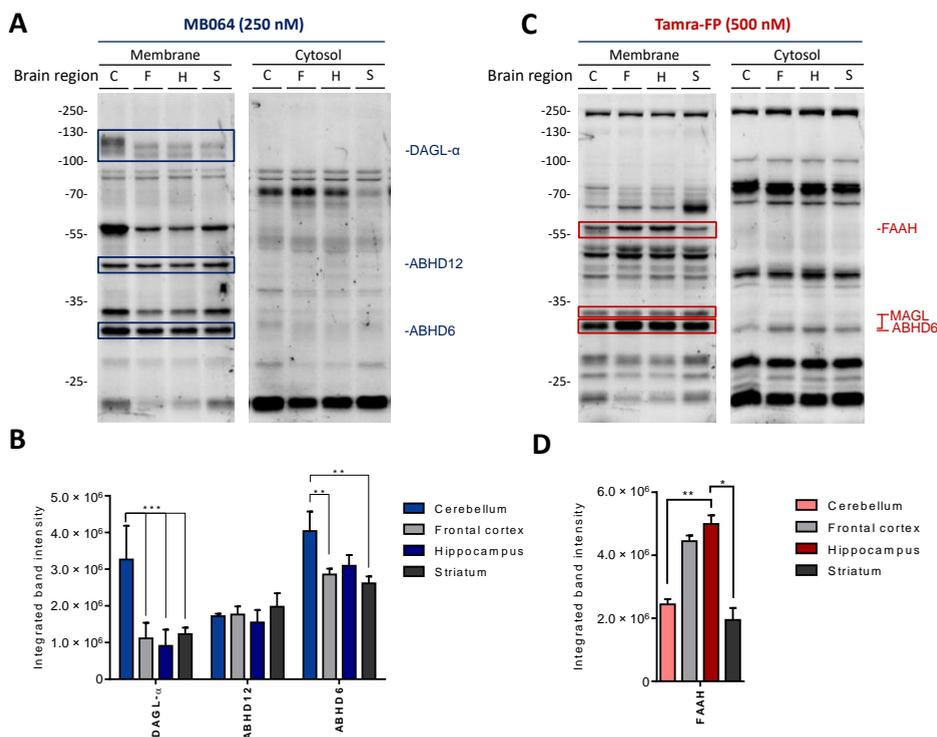 A
MB064 (250 nM)
Membrane Cytosol
Brain region C F H S C F H S
-250-
-130-
-100-
-70-
-55-
-35-
-25-
-DAGL-α
-ABHD12
-ABHD6
C
Tamra-FP (500 nM)
Membrane Cytosol
Brain region C F H S C F H S
-250-
-130-
-100-
-70-
-55-
-35-
-25-
-FAAH
MAGL
ABHD6
B
Integrated band intensity
5.0 × 10⁶
4.0 × 10⁶
3.0 × 10⁶
2.0 × 10⁶
1.0 × 10⁶
0
***
**
**
DAGL-α
ABHD12
ABHD6
Cerebellum
Frontal cortex
Hippocampus
Striatum
D
Integrated band intensity
6.0 × 10⁶
4.0 × 10⁶
2.0 × 10⁶
0
**
*
FAAH
Cerebellum
Frontal cortex
Hippocampus
Striatum